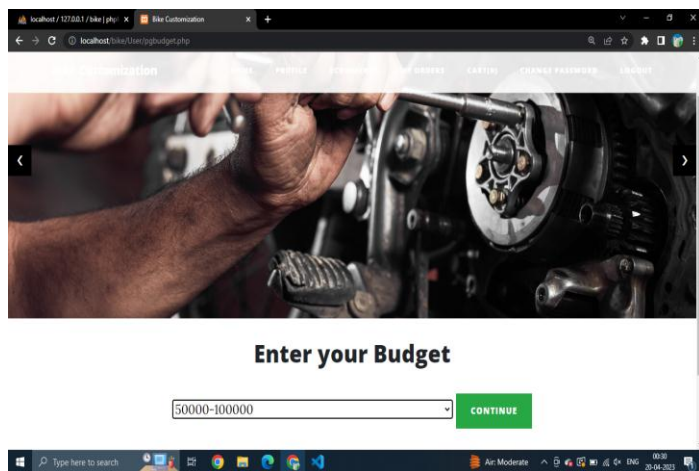 localhost / 127.0.0.1 / bike | php
Bike Customization
localhost/bike/User/pgbudget.php
Customization
PROFILE
ORDERS
CART(0)
CHANGE PASSWORD
LOGOUT
Enter your Budget
50000-100000
CONTINUE
Type here to search
Air: Moderate
ENG
00:30
20-04-2023